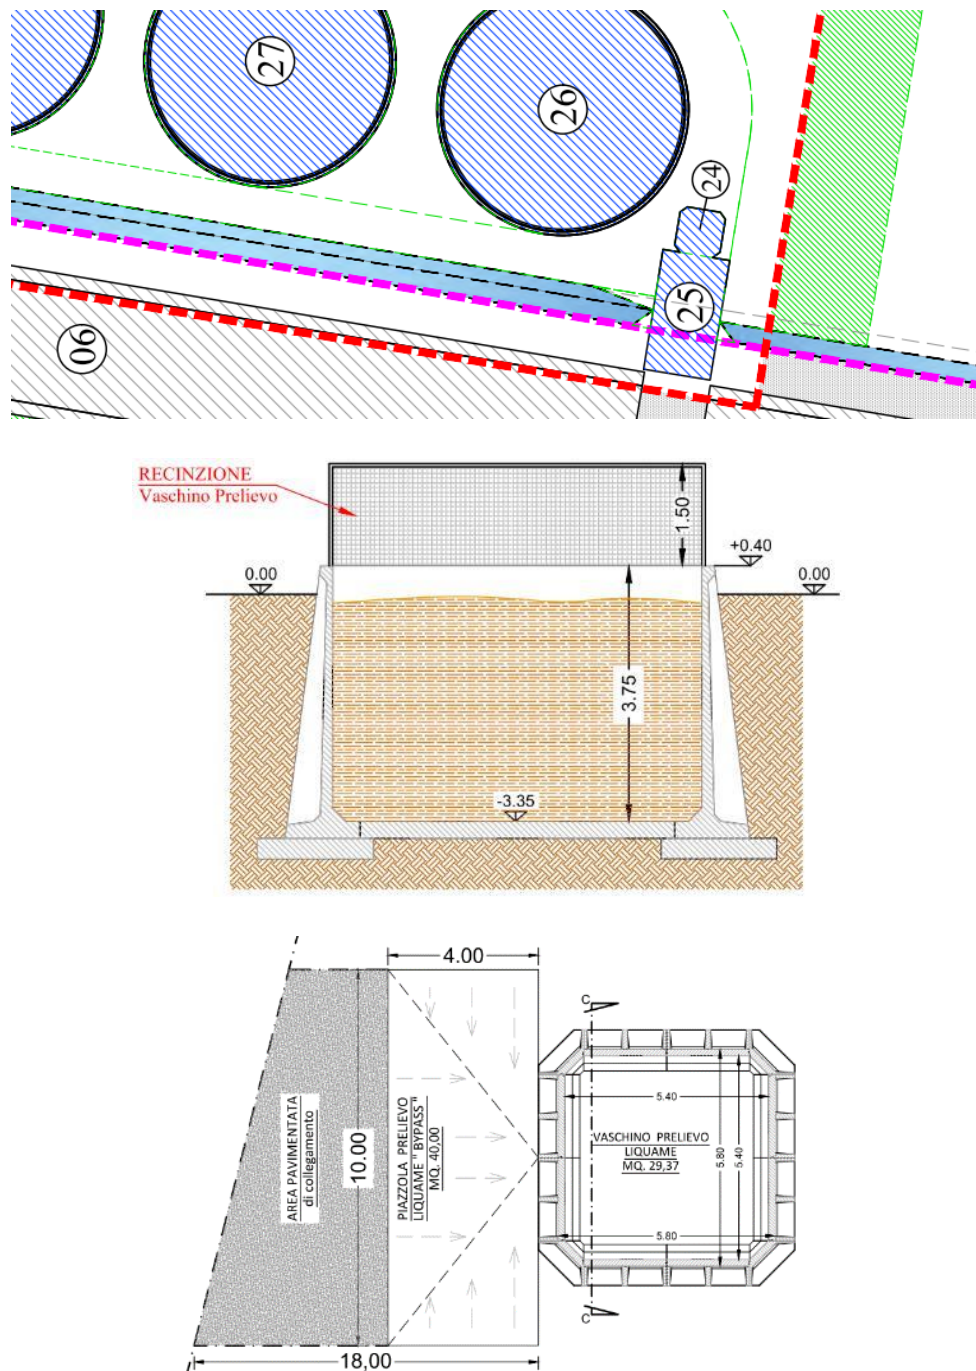 27
26
24
25
06
RECINZIONE
Vaschino Prelievo
1.50
+0.40
0.00
0.00
3.75
-3.35
4.00
C
AREA PAVIMENTATA
di collegamento
10.00
PIAZZOLA PRELIEVO
LIQUAME " BYPASS"
MQ. 40,00
5.40
VASCHINO PRELIEVO
LIQUAME
MQ. 29,37
5.80
5.40
5.80
C
18,00